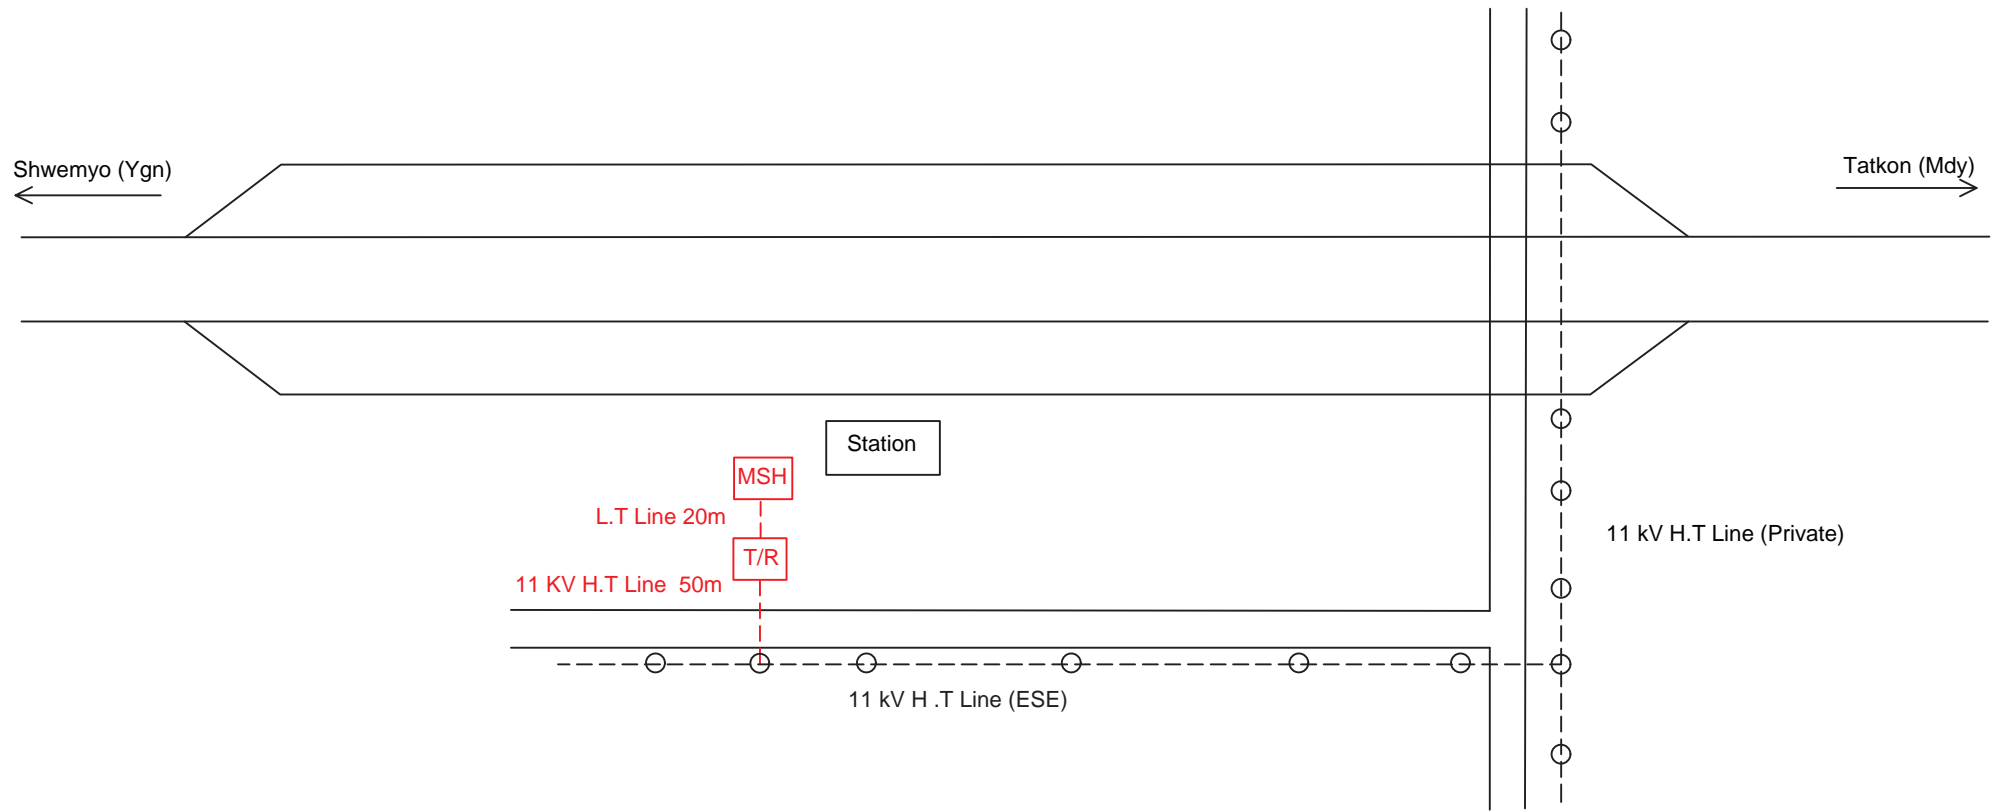 Shwemyo (Ygn)
Tatkon (Mdy)
Station
MSH
L.T Line 20m
11 kV H.T Line (Private)
T/R
11 KV H.T Line  50m
11 kV H .T Line (ESE)